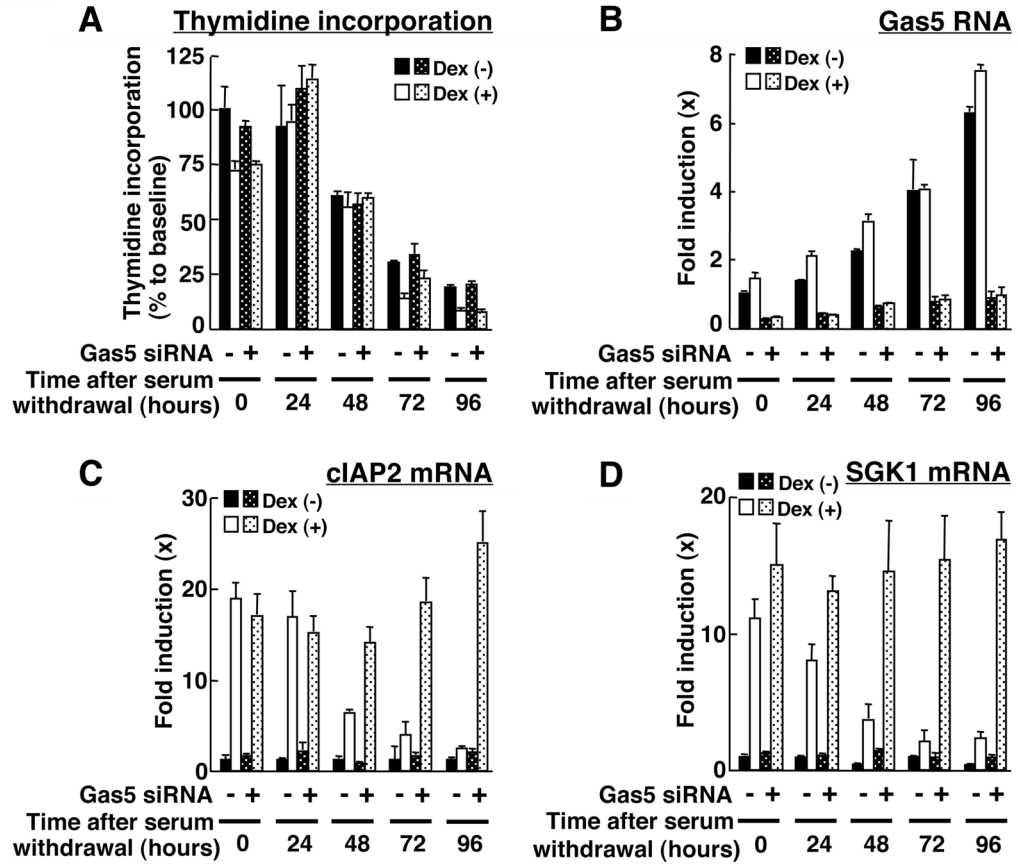 A
Thymidine incorporation
Thymidine incorporation
(% to baseline)
125
100
75
50
25
0
Dex (-)
Dex (+)
Gas5 siRNA - + - + - + - + - +
Time after serum
withdrawal (hours) 0 24 48 72 96
B
Gas5 RNA
Fold induction (x)
8
6
4
2
0
Dex (-)
Dex (+)
Gas5 siRNA - + - + - + - + - +
Time after serum
withdrawal (hours) 0 24 48 72 96
C
cIAP2 mRNA
Fold induction (x)
30
20
10
0
Dex (-)
Dex (+)
Gas5 siRNA - + - + - + - + - +
Time after serum
withdrawal (hours) 0 24 48 72 96
D
SGK1 mRNA
Fold induction (x)
20
10
0
Dex (-)
Dex (+)
Gas5 siRNA - + - + - + - + - +
Time after serum
withdrawal (hours) 0 24 48 72 96